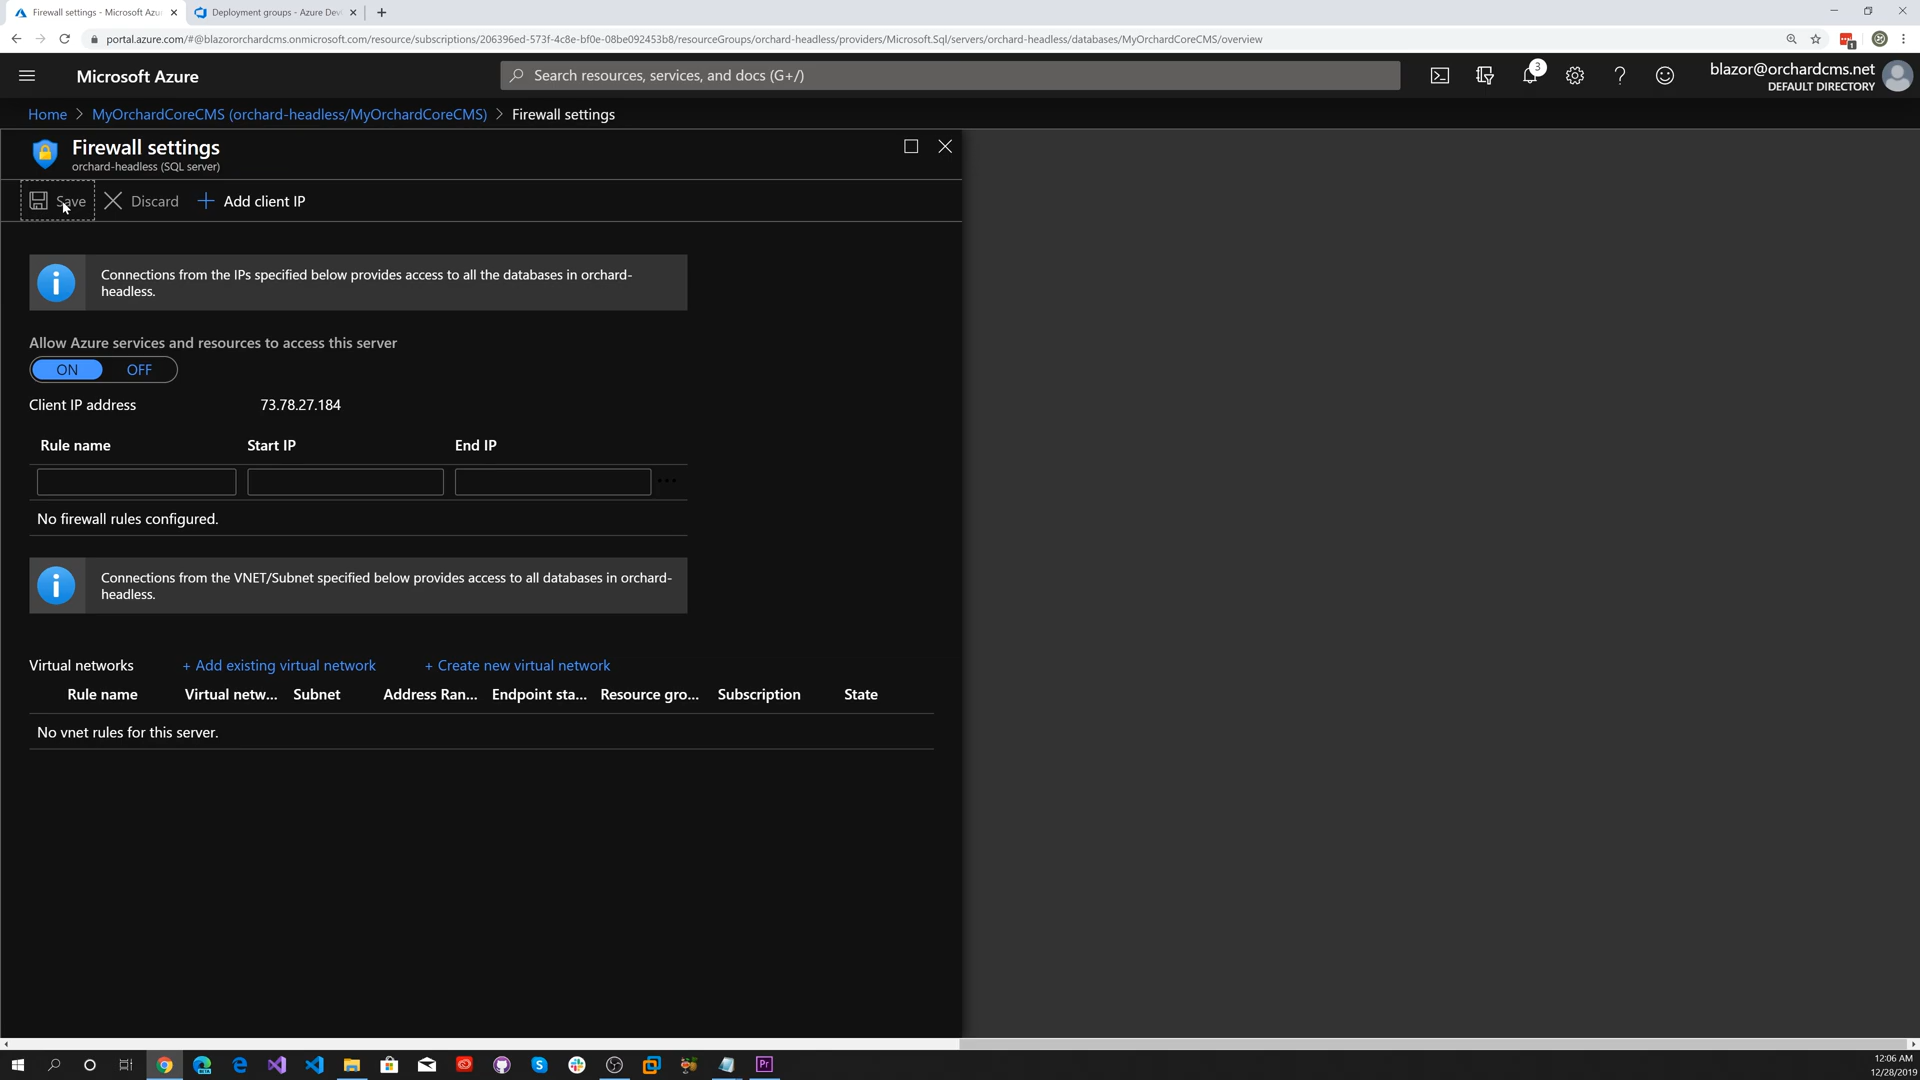 Firewall settings - Microsoft Azu
Deployment groups - Azure Dev
portal.azure.com/#@blazororchardcms.onmicrosoft.com/resource/subscriptions/206396ed-573f-4c8e-bf0e-08be092453b8/resourceGroups/orchard-headless/providers/Microsoft.Sql/servers/orchard-headless/databases/MyOrchardCoreCMS/overview
1
Microsoft Azure
Search resources, services, and docs (G+/)
3
blazor@orchardcms.net
DEFAULT DIRECTORY
Home > MyOrchardCoreCMS (orchard-headless/MyOrchardCoreCMS) > Firewall settings
Firewall settings
orchard-headless (SQL server)
Save
Discard
Add client IP
Connections from the IPs specified below provides access to all the databases in orchard-
headless.
Allow Azure services and resources to access this server
ON OFF
Client IP address 73.78.27.184
Rule name Start IP End IP
No firewall rules configured.
Connections from the VNET/Subnet specified below provides access to all databases in orchard-
headless.
Virtual networks + Add existing virtual network + Create new virtual network
Rule name Virtual netw... Subnet Address Ran... Endpoint sta... Resource gro... Subscription State
No vnet rules for this server.
BETA
Pr
12:06 AM
12/28/2019